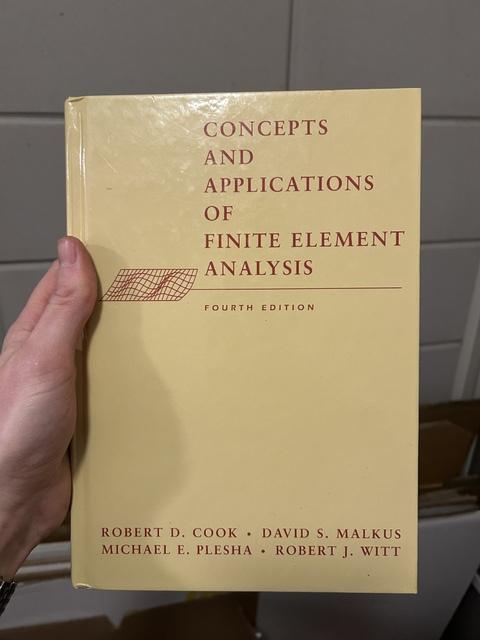 CONCEPTS
AND
APPLICATIONS
OF
FINITE ELEMENT
ANALYSIS
FOURTH EDITION
ROBERT D. COOK • DAVID S. MALKUS
MICHAEL E. PLESHA • ROBERT J. WITT